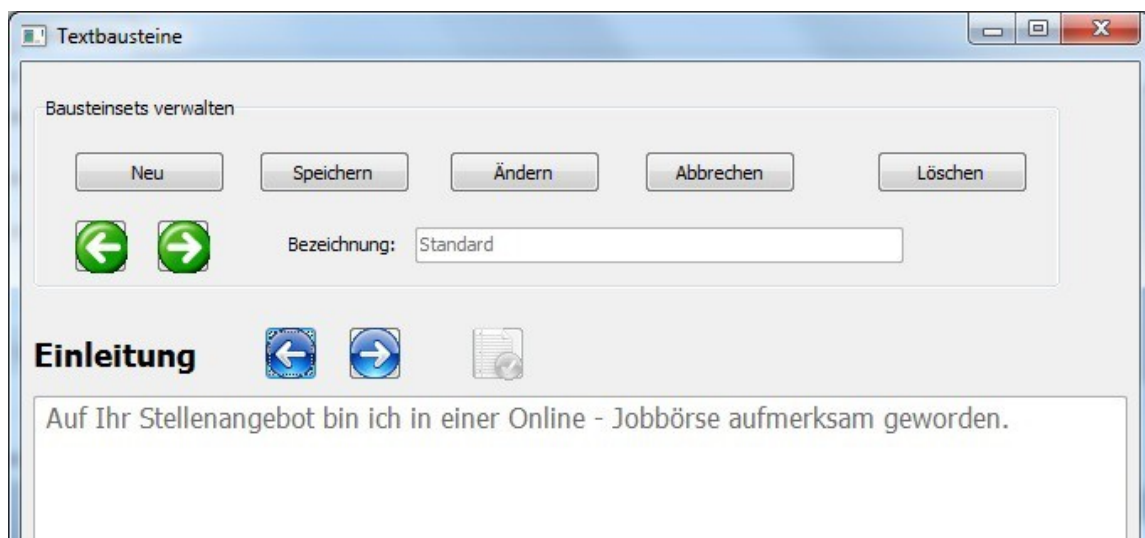 Textbausteine
Bausteinsets verwalten
Neu Speichern Ändern Abbrechen Löschen
Bezeichnung: Standard
Einleitung
Auf Ihr Stellenangebot bin ich in einer Online - Jobbörse aufmerksam geworden.